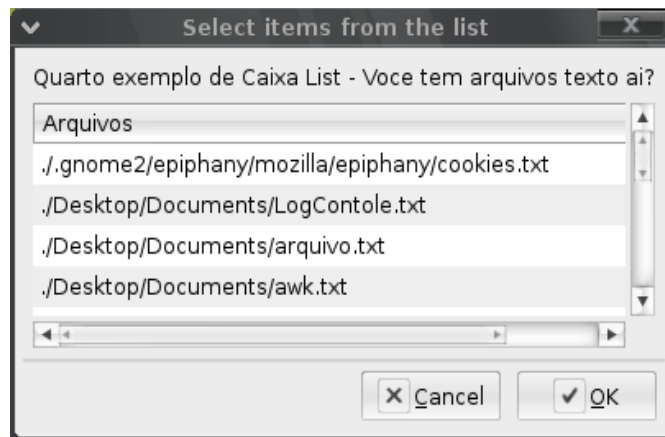 Select items from the list
Quarto exemplo de Caixa List - Voce tem arquivos texto ai?
Arquivos
./.gnome2/epiphany/mozilla/epiphany/cookies.txt
./Desktop/Documents/LogContole.txt
./Desktop/Documents/arquivo.txt
./Desktop/Documents/awk.txt
Cancel OK